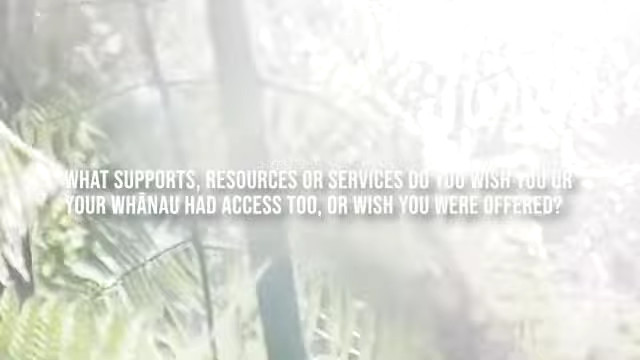 WHAT SUPPORTS, RESOURCES OR SERVICES DO YOU WISH YOU OR
YOUR WHĀNAU HAD ACCESS TOO, OR WISH YOU WERE OFFERED?